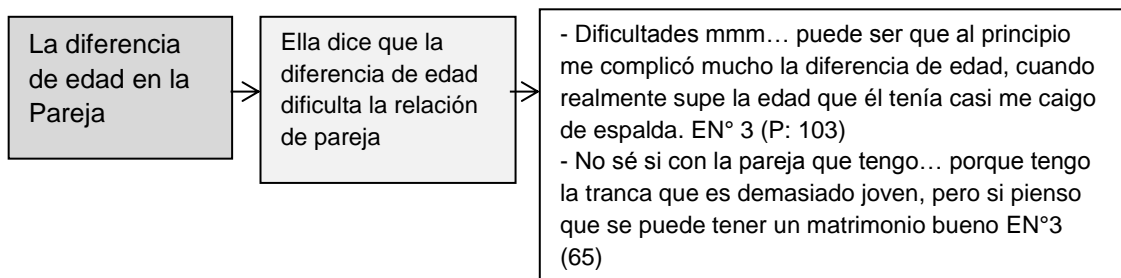 La diferencia
de edad en la
Pareja
Ella dice que la
diferencia de edad
dificulta la relación
de pareja
- Dificultades mmm… puede ser que al principio
me complicó mucho la diferencia de edad, cuando
realmente supe la edad que él tenía casi me caigo
de espalda. EN° 3 (P: 103)
- No sé si con la pareja que tengo… porque tengo
la tranca que es demasiado joven, pero si pienso
que se puede tener un matrimonio bueno EN°3
(65)